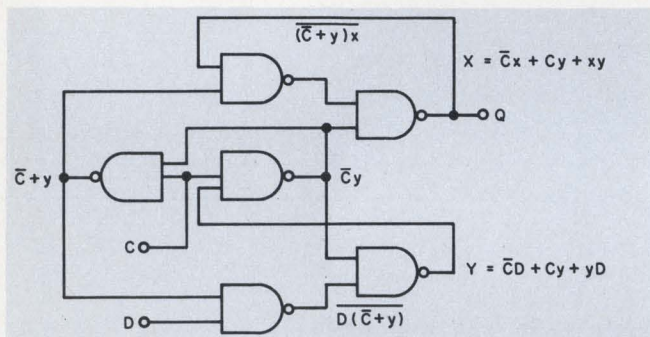 (C̅+y)x
X = C̅x + Cy + xy
Q
C̅+y
C̅y
C
Y = C̅D + Cy + yD
D
D(C̅+y)